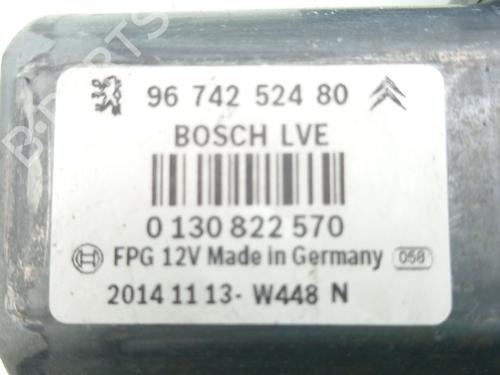 96 742 524 80
BOSCH LVE
0 130 822 570
FPG 12V Made in Germany 058
2014 11 13- W448 N
B-PARTS